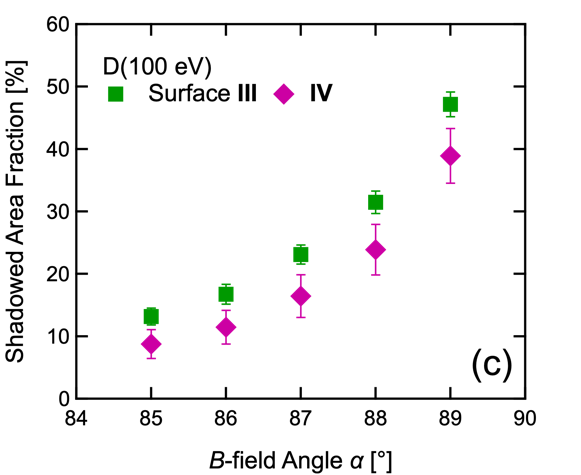 60
50
40
30
20
10
0
Shadowed Area Fraction [%]
D(100 eV)
Surface III IV
(c)
84 85 86 87 88 89 90
B-field Angle α [°]